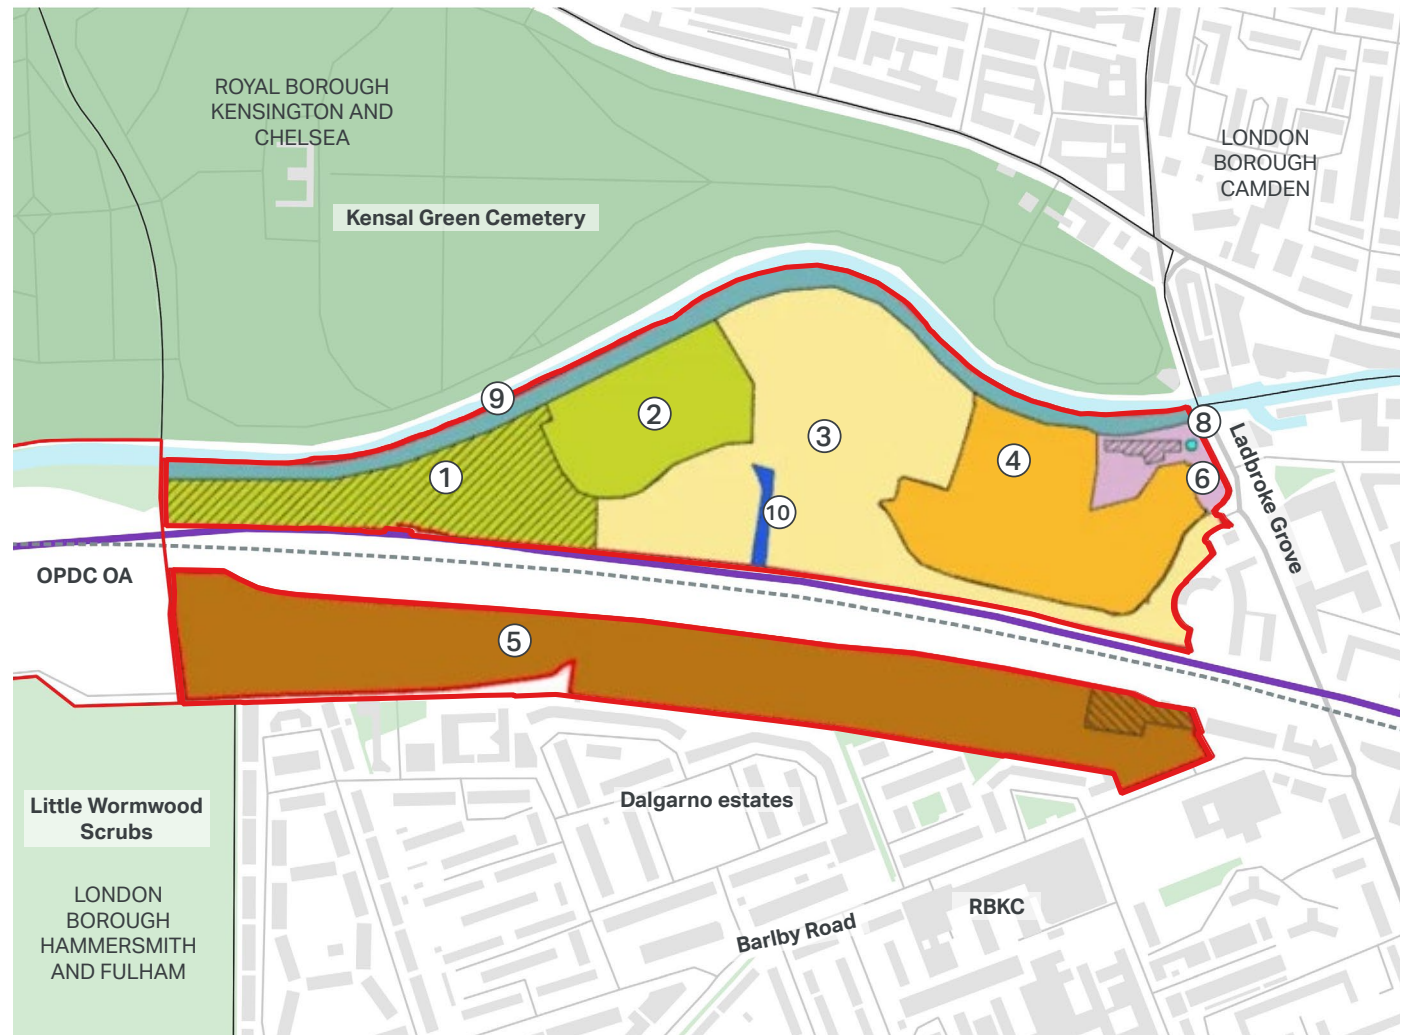 ROYAL BOROUGH
KENSINGTON AND
CHELSEA
LONDON
BOROUGH
CAMDEN
Kensal Green Cemetery
9
2
3
8
4
1
6
Ladbroke Grove
10
OPDC OA
5
Little Wormwood
Scrubs
Dalgarno estates
LONDON
BOROUGH
HAMMERSMITH
AND FULHAM
RBKC
Barlby Road